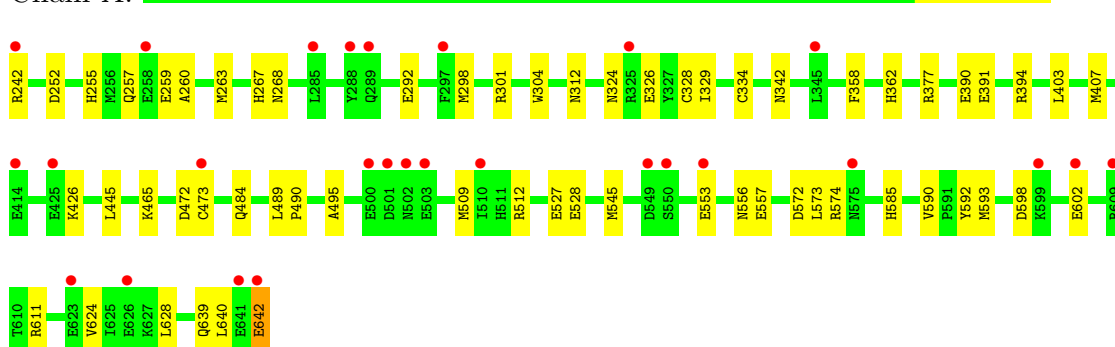 Chain A:
R242 D252 H255 M256 Q257 E258 E259 A260 M263 H267 N268 L285 Y288 Q289 E292 F297 M298 R301 W304 N312 N324 R325 E326 Y327 C328 I329 C334 N342 L345 F358 H362 R377 E390 E391 R394 L403 M407
E414 E425 K426 L445 K465 D472 C473 Q484 L489 P490 A495 E500 D501 N502 E503 M509 I510 H511 R512 E527 E528 M545 D549 S550 E553 N556 E557 D572 L573 R574 N575 H585 V590 P591 Y592 M593 D598 K599 E602 R609
T610 R611 E623 V624 I625 E626 K627 L628 Q639 L640 E641 E642